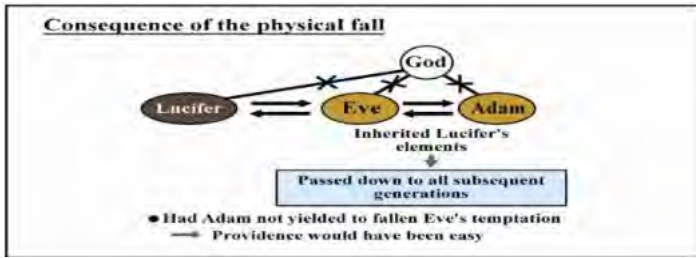 Consequence of the physical fall
God
Lucifer Eve Adam
Inherited Lucifer's
elements
Passed down to all subsequent
generations
● Had Adam not yielded to fallen Eve's temptation
→ Providence would have been easy